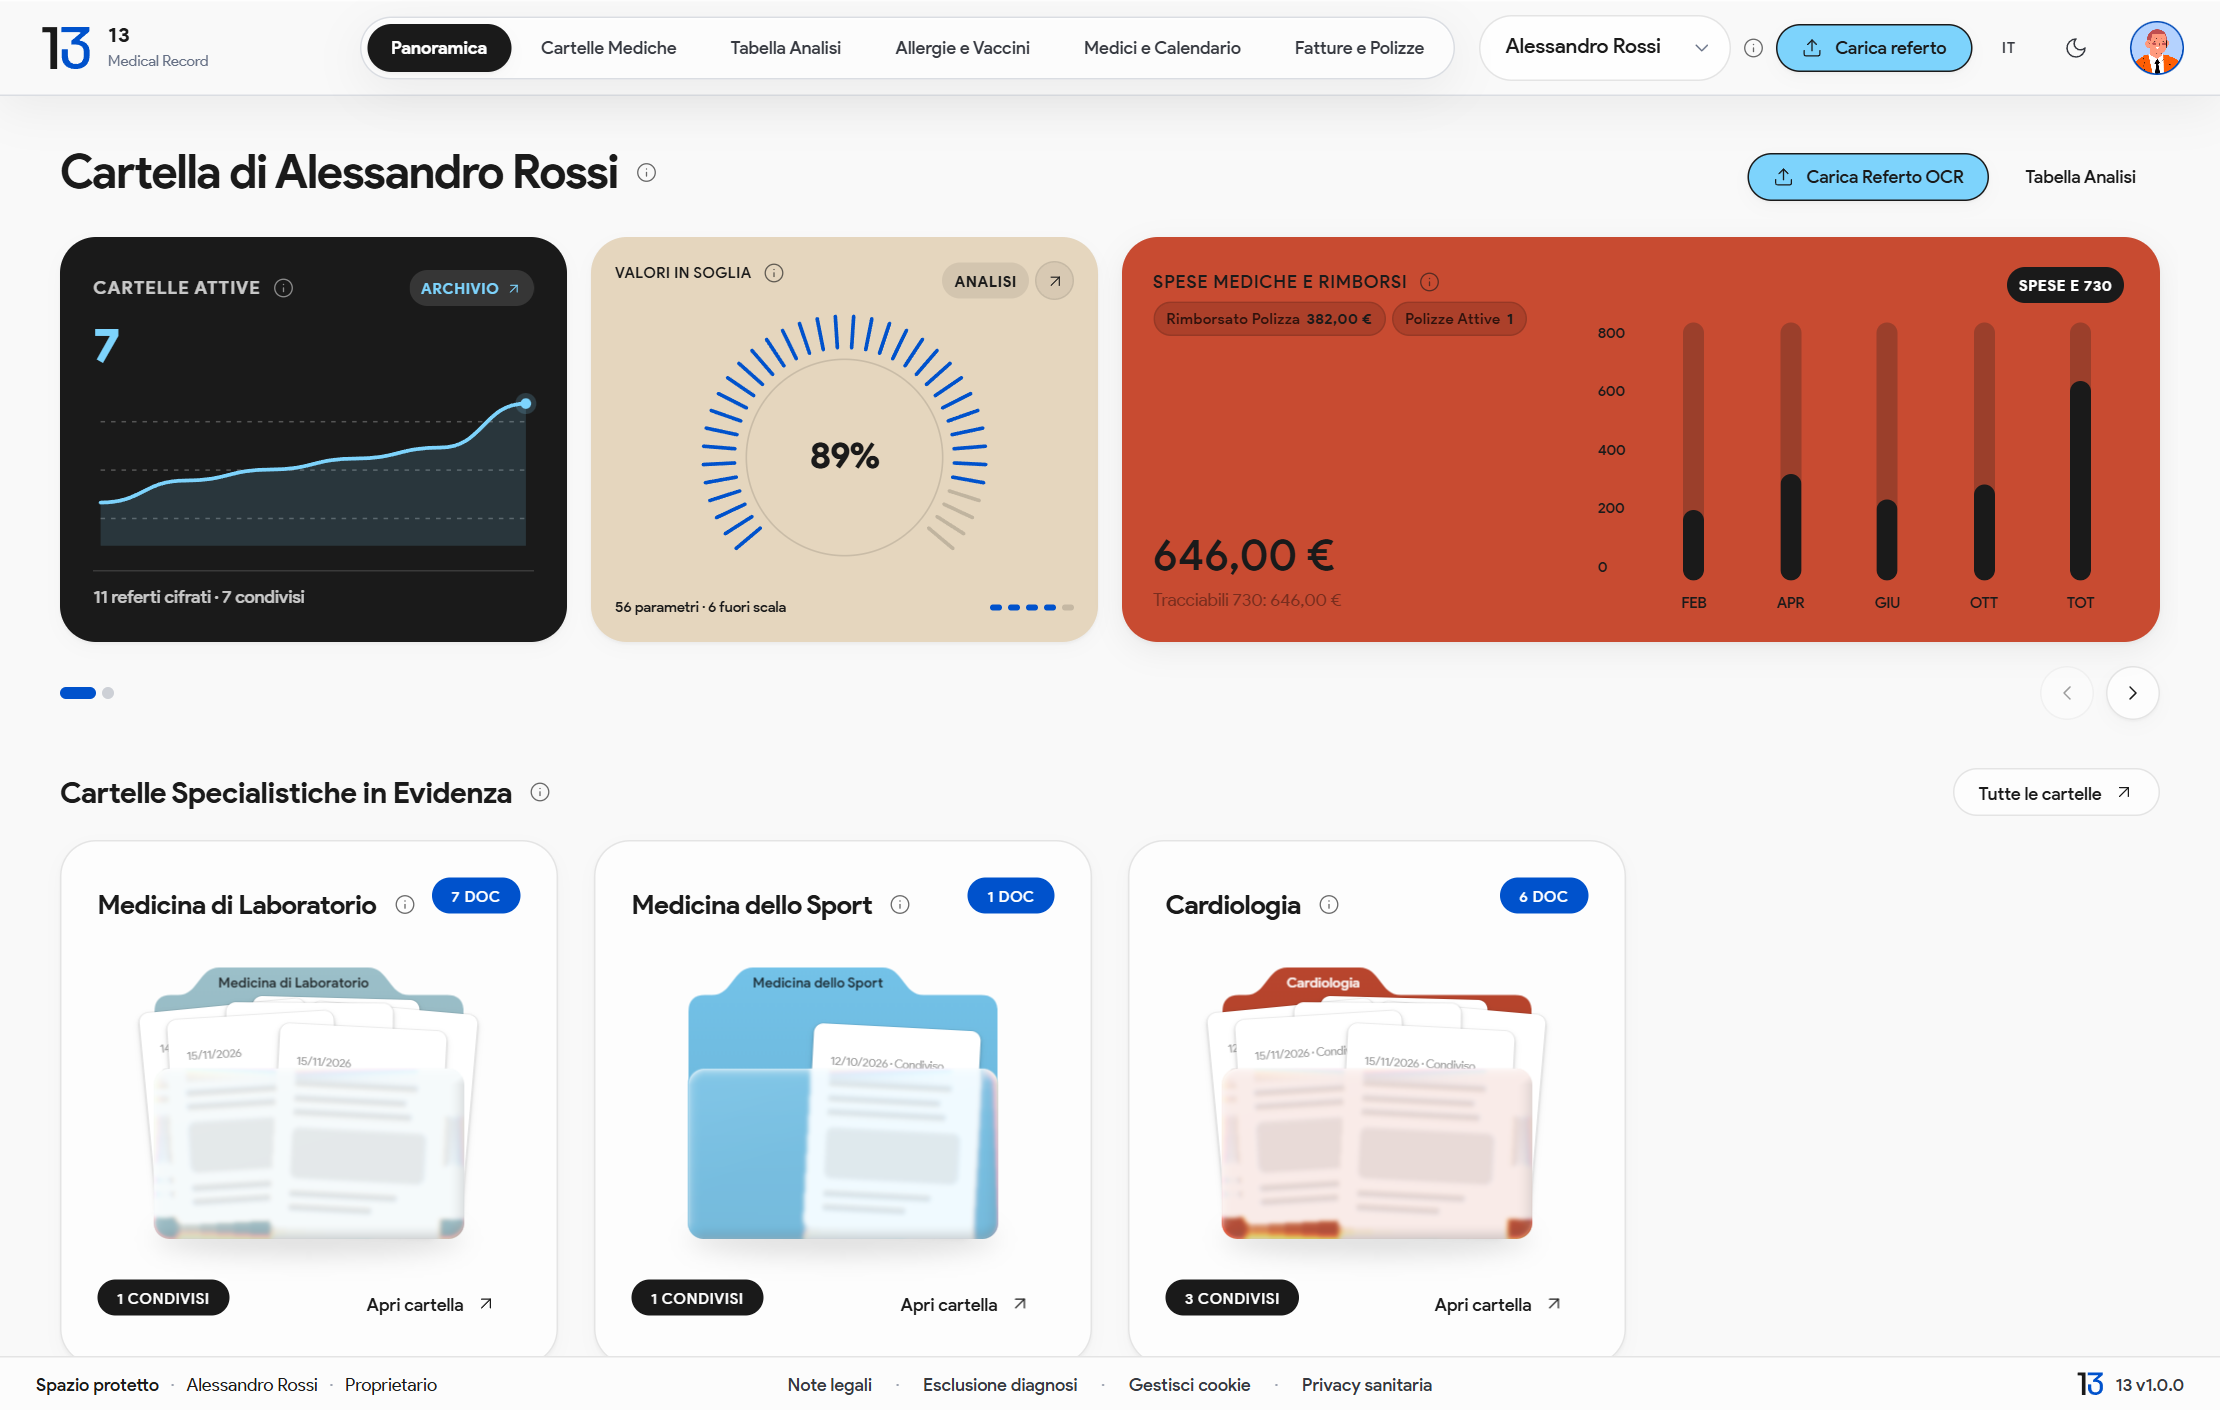 13
13
Medical Record
Panoramica
Cartelle Mediche
Tabella Analisi
Allergie e Vaccini
Medici e Calendario
Fatture e Polizze
Alessandro Rossi
Carica referto
IT
Cartella di Alessandro Rossi
Carica Referto OCR
Tabella Analisi
CARTELLE ATTIVE
ARCHIVIO
7
11 referti cifrati · 7 condivisi
VALORI IN SOGLIA
ANALISI
89%
56 parametri · 6 fuori scala
SPESE MEDICHE E RIMBORSI
SPESE E 730
Rimborsato Polizza 382,00 €
Polizze Attive 1
646,00 €
Tracciabili 730: 646,00 €
800
600
400
200
0
FEB
APR
GIU
OTT
TOT
Cartelle Specialistiche in Evidenza
Tutte le cartelle
Medicina di Laboratorio
7 DOC
Medicina di Laboratorio
14
15/11/2026
15/11/2026
1 CONDIVISI
Apri cartella
Medicina dello Sport
1 DOC
Medicina dello Sport
12/10/2026 · Condiviso
1 CONDIVISI
Apri cartella
Cardiologia
6 DOC
Cardiologia
12
15/11/2026 · Condi
15/11/2026 · Condiviso
3 CONDIVISI
Apri cartella
Spazio protetto · Alessandro Rossi · Proprietario
Note legali · Esclusione diagnosi · Gestisci cookie · Privacy sanitaria
13
13 v1.0.0